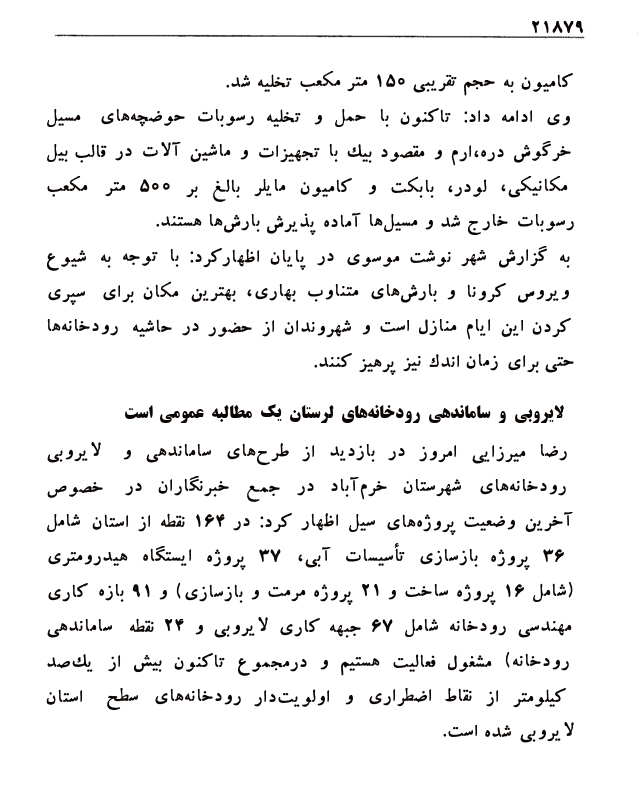 ۲۱۸۷۹
کامیون به حجم تقریبی ۱۵۰ متر مکعب تخلیه شد.
وی ادامه داد: تاکنون با حمل و تخلیه رسوبات حوضچه‌های مسیل
خرگوش دره،ارم و مقصود بیك با تجهیزات و ماشین آلات در قالب بیل
مکانیکی، لودر، بابکت و کامیون مایلر بالغ بر ۵۰۰ متر مکعب
رسوبات خارج شد و مسیل‌ها آماده پذیرش بارش‌ها هستند.
به گزارش شهر نوشت موسوی در پایان اظهارکرد: با توجه به شیوع
ویروس کرونا و بارش‌های متناوب بهاری، بهترین مکان برای سپری
کردن این ایام منازل است و شهروندان از حضور در حاشیه رودخانه‌ها
حتی برای زمان اندك نیز پرهیز کنند.
لایروبی و ساماندهی رودخانه‌های لرستان یک مطالبه عمومی است
رضا میرزایی امروز در بازدید از طرح‌های ساماندهی و لایروبی
رودخانه‌های شهرستان خرم‌آباد در جمع خبرنگاران در خصوص
آخرین وضعیت پروژه‌های سیل اظهار کرد: در ۱۶۴ نقطه از استان شامل
۳۶ پروژه بازسازی تأسیسات آبی، ۳۷ پروژه ایستگاه هیدرومتری
(شامل ۱۶ پروژه ساخت و ۲۱ پروژه مرمت و بازسازی) و ۹۱ بازه کاری
مهندسی رودخانه شامل ۶۷ جبهه کاری لایروبی و ۲۴ نقطه ساماندهی
رودخانه) مشغول فعالیت هستیم و درمجموع تاکنون بیش از یك‌صد
کیلومتر از نقاط اضطراری و اولویت‌دار رودخانه‌های سطح استان
لایروبی شده است.